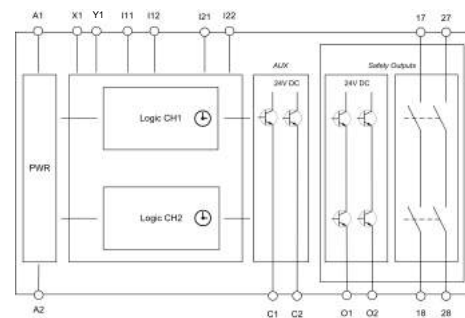 A1 X1 Y1 I11 I12 I21 I22 17 27
AUX Safety Outputs
24V DC 24V DC
Logic CH1
PWR
Logic CH2
A2 C1 C2 O1 O2 18 28